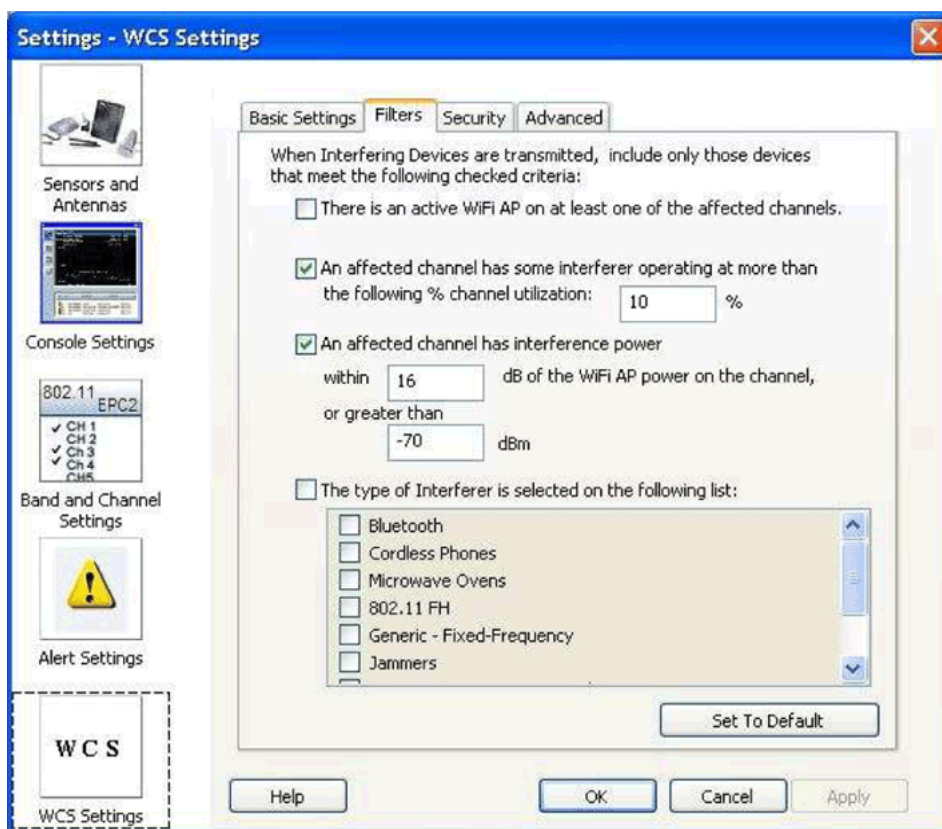 Settings - WCS Settings
Sensors and
Antennas
Console Settings
802.11
EPC2
CH 1
CH 2
Ch 3
Ch 4
CH5
Band and Channel
Settings
Alert Settings
W C S
WCS Settings
Basic Settings
Filters
Security
Advanced
When Interfering Devices are transmitted, include only those devices
that meet the following checked criteria:
There is an active WiFi AP on at least one of the affected channels.
An affected channel has some interferer operating at more than
the following % channel utilization: 10 %
An affected channel has interference power
within 16 dB of the WiFi AP power on the channel,
or greater than
-70 dBm
The type of Interferer is selected on the following list:
Bluetooth
Cordless Phones
Microwave Ovens
802.11 FH
Generic - Fixed-Frequency
Jammers
Set To Default
Help
OK
Cancel
Apply